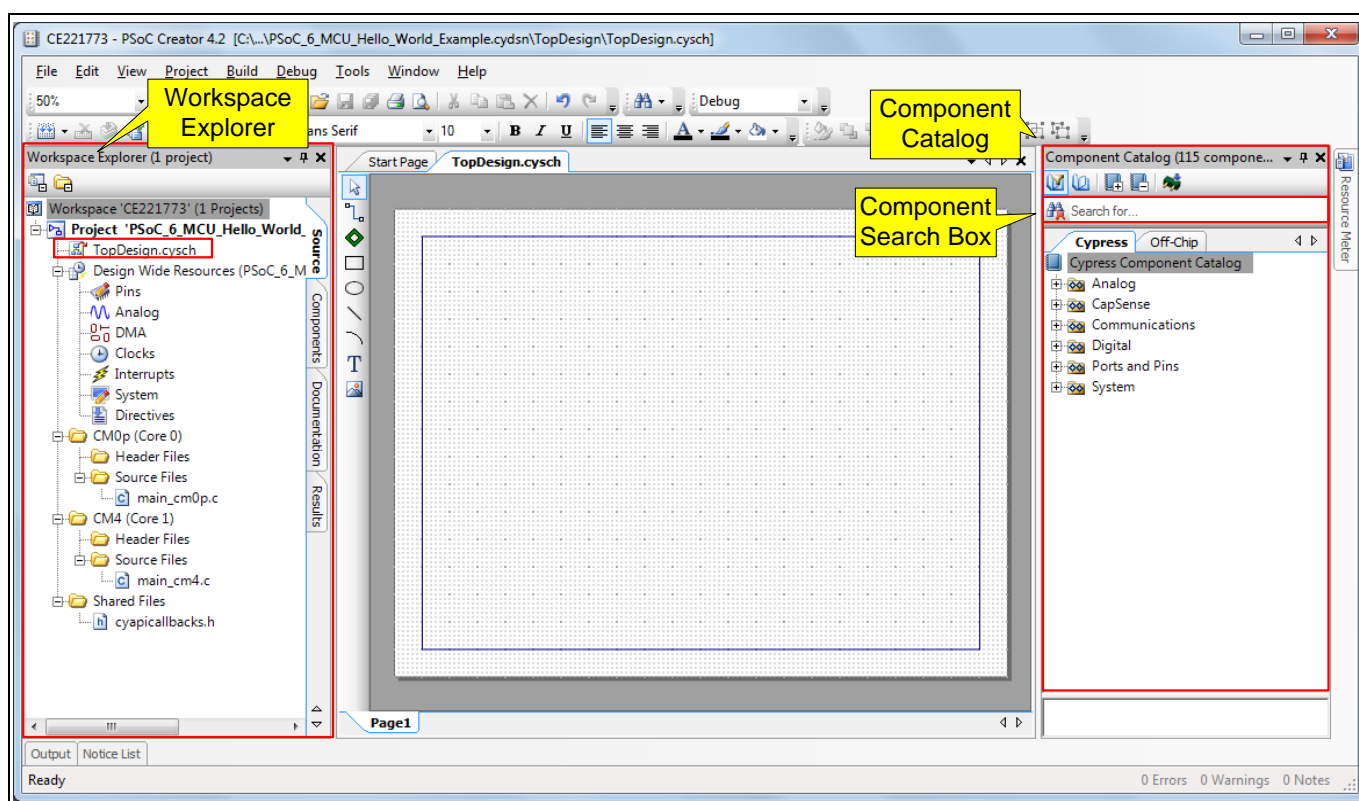 CE221773 - PSoC Creator 4.2 [C:\...\PSoC_6_MCU_Hello_World_Example.cydsn\TopDesign\TopDesign.cysch]
File Edit View Project Build Debug Tools Window Help
50%
Debug
Workspace
Explorer
Component
Catalog
ans Serif
10
B I U
A
Workspace Explorer (1 project)
Start Page
TopDesign.cysch
Component Catalog (115 compone...
Component
Search Box
Search for...
Workspace 'CE221773' (1 Projects)
Project 'PSoC_6_MCU_Hello_World_
TopDesign.cysch
Design Wide Resources (PSoC_6_M
Pins
Analog
DMA
Clocks
Interrupts
System
Directives
CM0p (Core 0)
Header Files
Source Files
main_cm0p.c
CM4 (Core 1)
Header Files
Source Files
main_cm4.c
Shared Files
cyapicallbacks.h
Source
Components
Documentation
Results
T
Cypress
Off-Chip
Cypress Component Catalog
Analog
CapSense
Communications
Digital
Ports and Pins
System
Resource Meter
Page1
Output
Notice List
Ready
0 Errors 0 Warnings 0 Notes